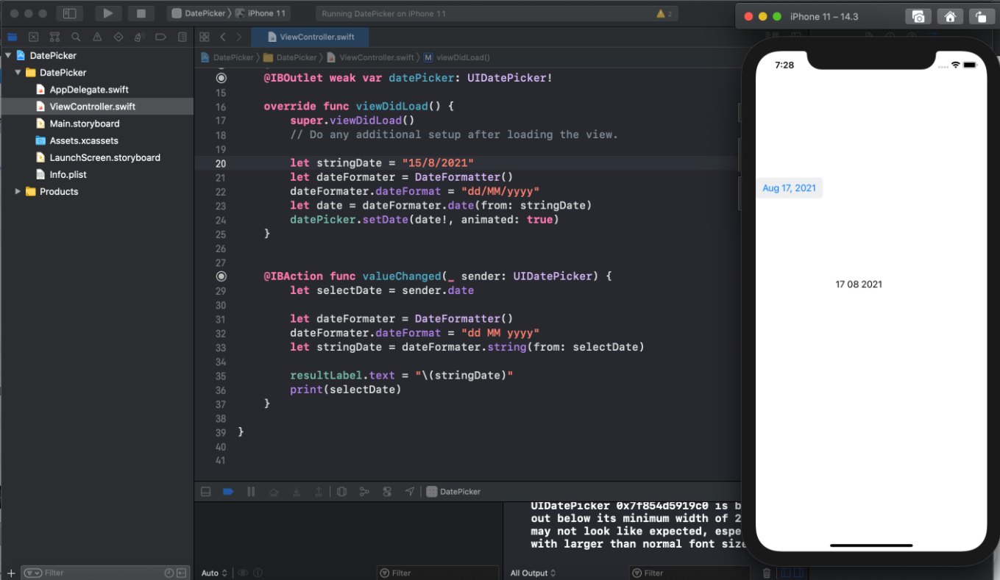 DatePicker 〉 iPhone 11
Running DatePicker on iPhone 11
2
iPhone 11 – 14.3
ViewController.swift
DatePicker 〉 DatePicker 〉 ViewController.swift 〉 M viewDidLoad()
DatePicker
DatePicker
AppDelegate.swift
ViewController.swift
Main.storyboard
Assets.xcassets
LaunchScreen.storyboard
Info.plist
Products
@IBOutlet weak var datePicker: UIDatePicker!
15
16 override func viewDidLoad() {
17 super.viewDidLoad()
18 // Do any additional setup after loading the view.
19
20 let stringDate = "15/8/2021"
21 let dateFormater = DateFormatter()
22 dateFormater.dateFormat = "dd/MM/yyyy"
23 let date = dateFormater.date(from: stringDate)
24 datePicker.setDate(date!, animated: true)
25 }
26
27
@IBAction func valueChanged(_ sender: UIDatePicker) {
29 let selectDate = sender.date
30
31 let dateFormater = DateFormatter()
32 dateFormater.dateFormat = "dd MM yyyy"
33 let stringDate = dateFormater.string(from: selectDate)
34
35 resultLabel.text = "\(stringDate)"
36 print(selectDate)
37 }
38
39 }
40
41
7:28
Aug 17, 2021
17 08 2021
DatePicker
UIDatePicker 0x7f854d5919c0 is b
out below its minimum width of 2
may not look like expected, espe
with larger than normal font size
Filter
Auto
Filter
All Output
Filter